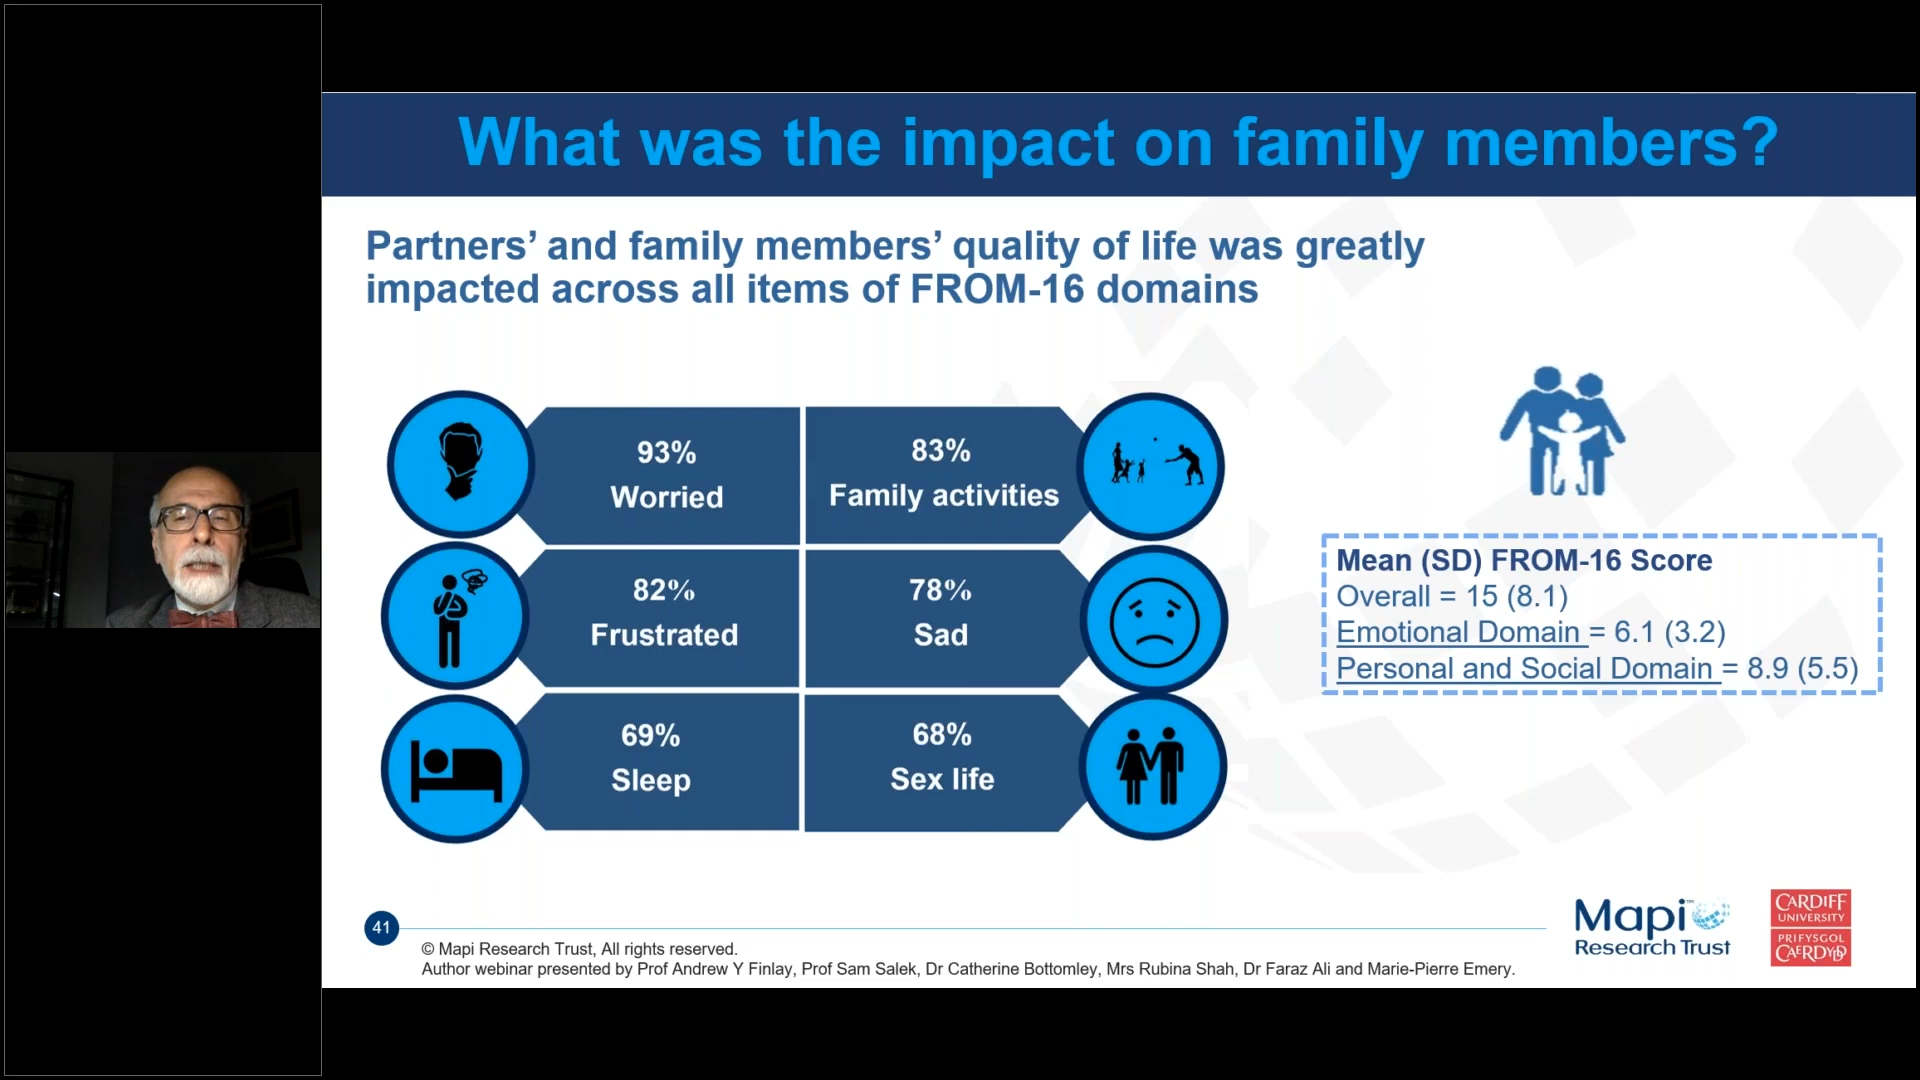 What was the impact on family members?
Partners’ and family members’ quality of life was greatly
impacted across all items of FROM-16 domains
93%
Worried
83%
Family activities
82%
Frustrated
78%
Sad
69%
Sleep
68%
Sex life
Mean (SD) FROM-16 Score
Overall = 15 (8.1)
Emotional Domain = 6.1 (3.2)
Personal and Social Domain = 8.9 (5.5)
41
© Mapi Research Trust, All rights reserved.
Author webinar presented by Prof Andrew Y Finlay, Prof Sam Salek, Dr Catherine Bottomley, Mrs Rubina Shah, Dr Faraz Ali and Marie-Pierre Emery.
Mapi™
Research Trust
CARDIFF
UNIVERSITY
PRIFYSGOL
CAERDYDD